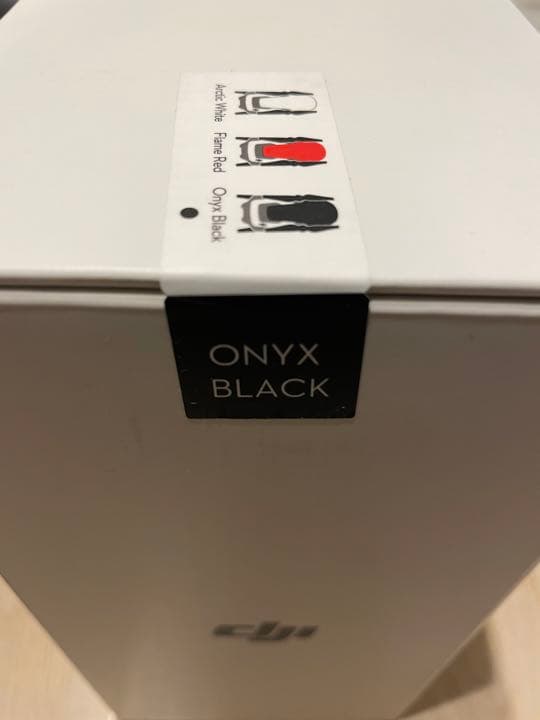 Arctic White
Flame Red
Onyx Black
ONYX
BLACK
dji